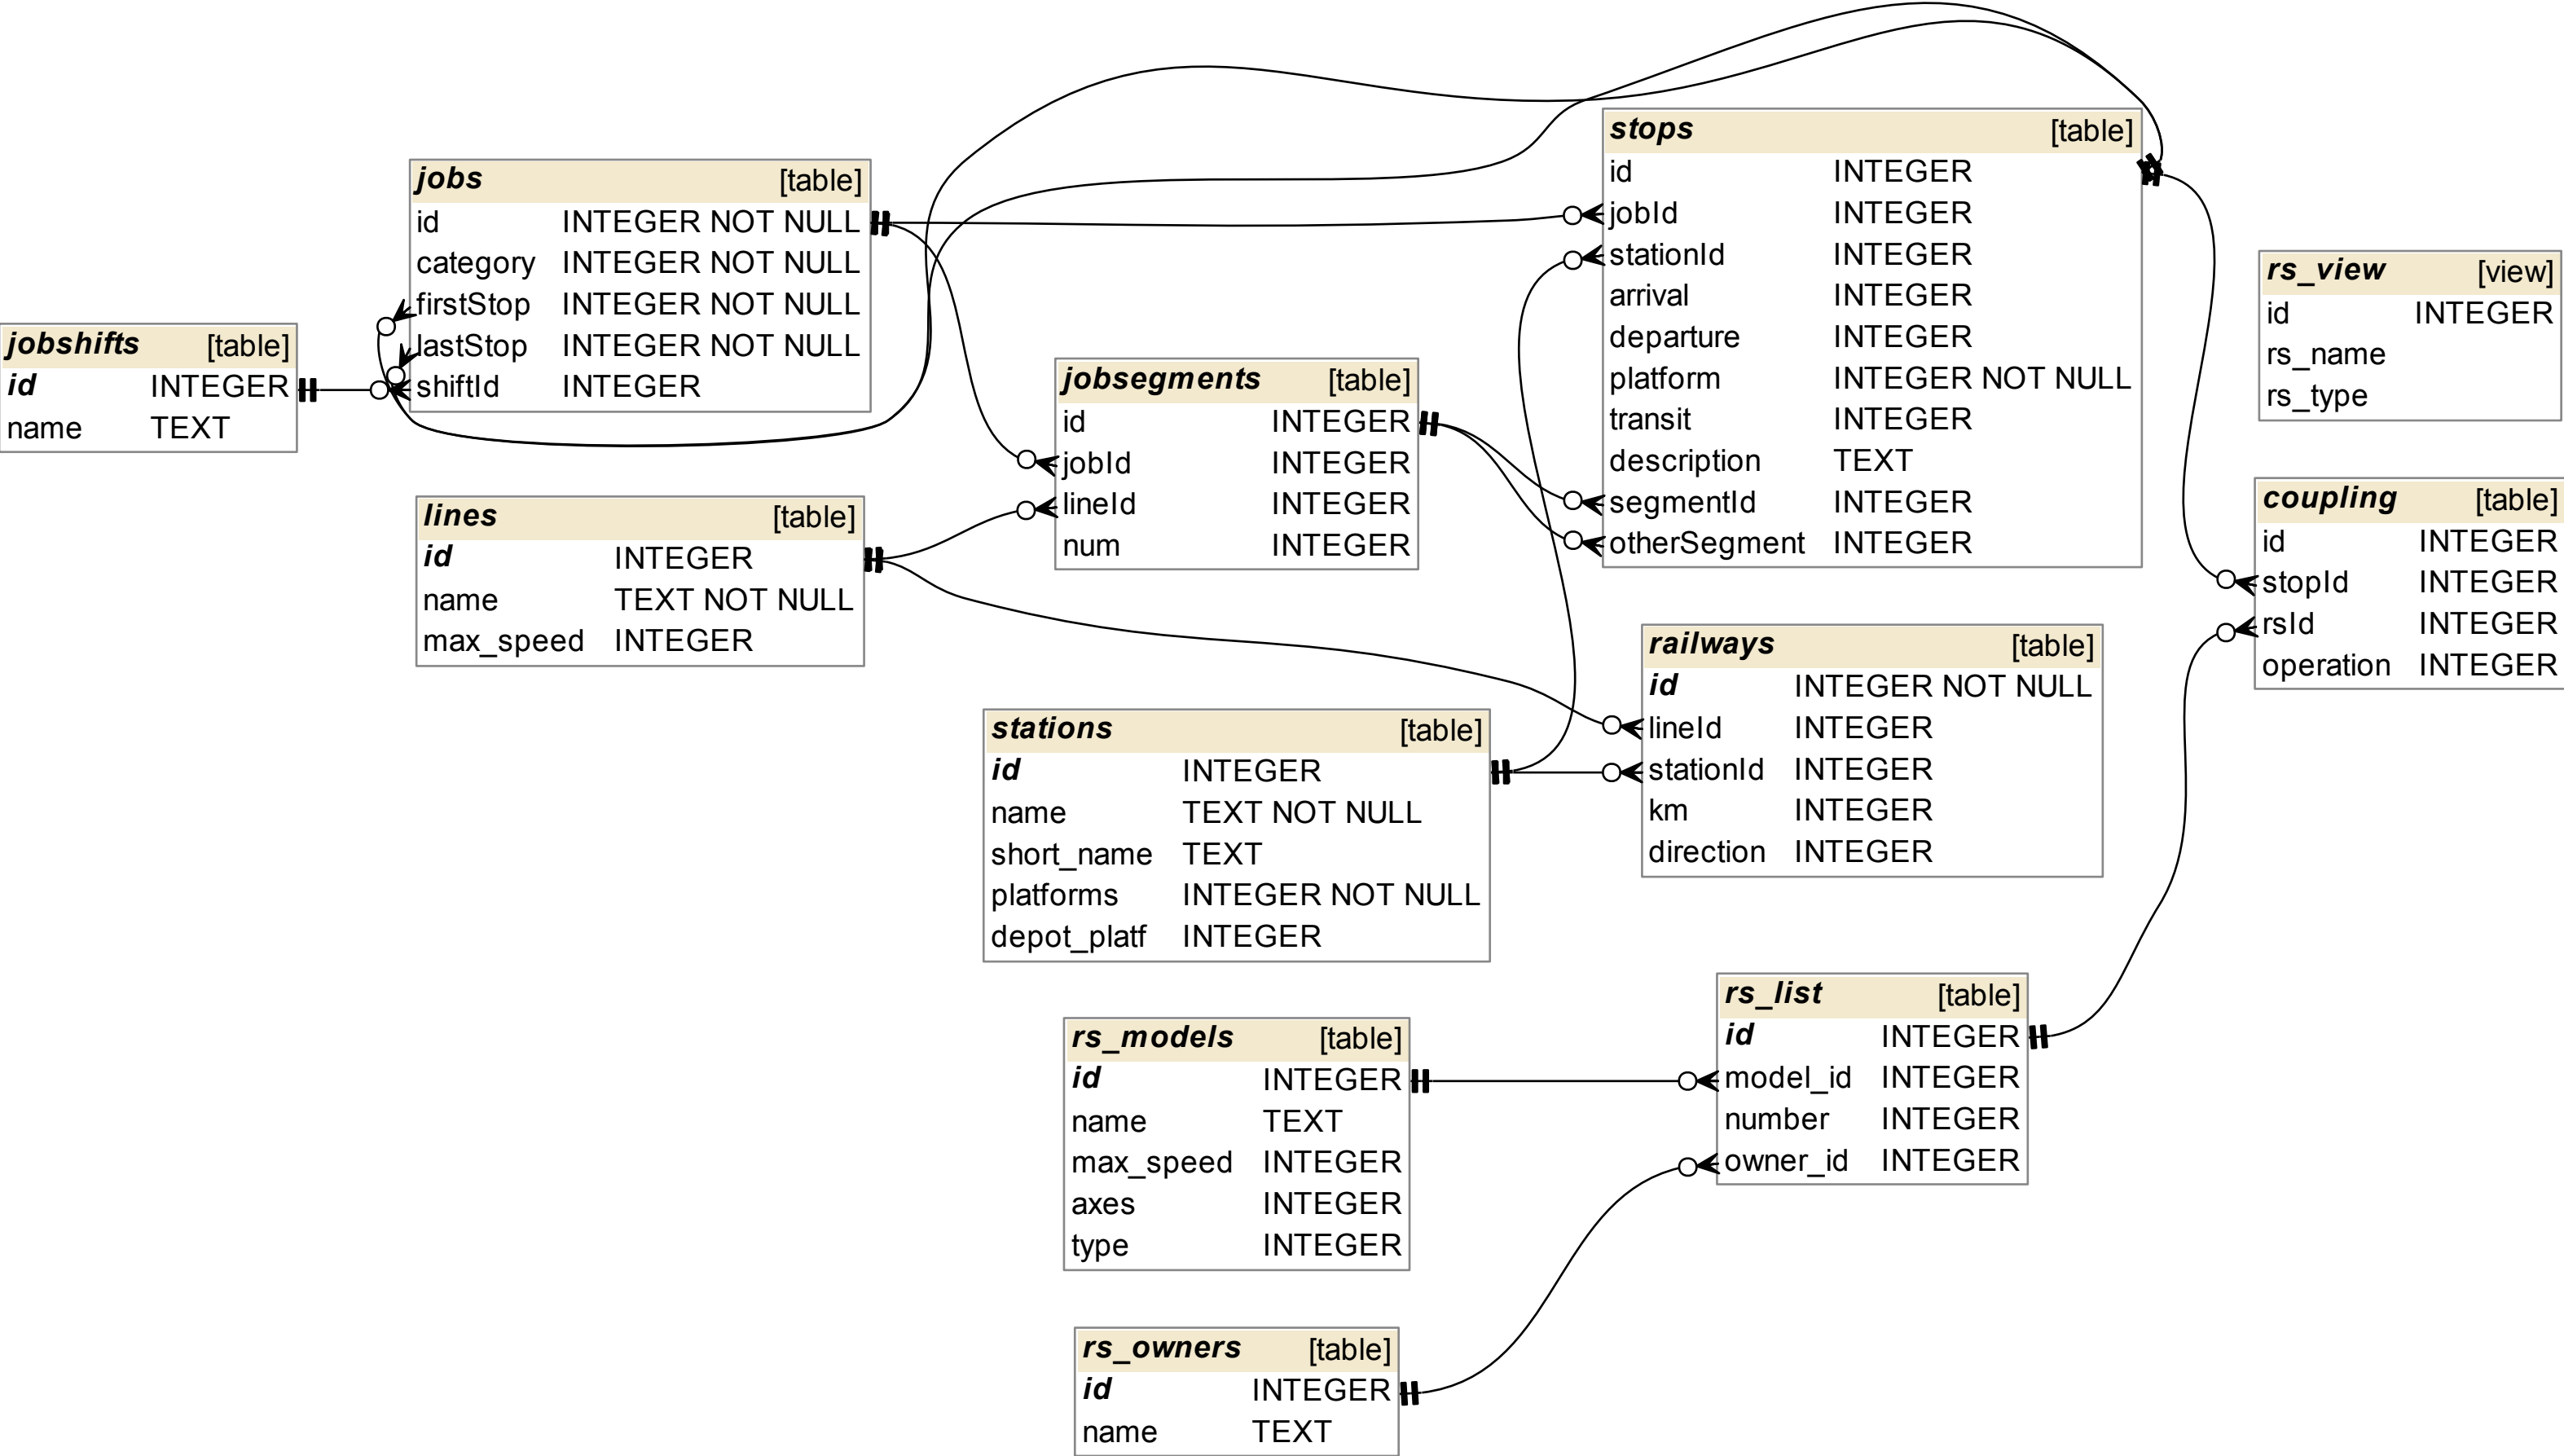 jobshifts [table]
id INTEGER
name TEXT
jobs [table]
id INTEGER NOT NULL
category INTEGER NOT NULL
firstStop INTEGER NOT NULL
lastStop INTEGER NOT NULL
shiftId INTEGER
lines [table]
id INTEGER
name TEXT NOT NULL
max_speed INTEGER
jobsegments [table]
id INTEGER
jobId INTEGER
lineId INTEGER
num INTEGER
stations [table]
id INTEGER
name TEXT NOT NULL
short_name TEXT
platforms INTEGER NOT NULL
depot_platf INTEGER
rs_models [table]
id INTEGER
name TEXT
max_speed INTEGER
axes INTEGER
type INTEGER
rs_owners [table]
id INTEGER
name TEXT
stops [table]
id INTEGER
jobId INTEGER
stationId INTEGER
arrival INTEGER
departure INTEGER
platform INTEGER NOT NULL
transit INTEGER
description TEXT
segmentId INTEGER
otherSegment INTEGER
railways [table]
id INTEGER NOT NULL
lineId INTEGER
stationId INTEGER
km INTEGER
direction INTEGER
rs_list [table]
id INTEGER
model_id INTEGER
number INTEGER
owner_id INTEGER
rs_view [view]
id INTEGER
rs_name
rs_type
coupling [table]
id INTEGER
stopId INTEGER
rsId INTEGER
operation INTEGER